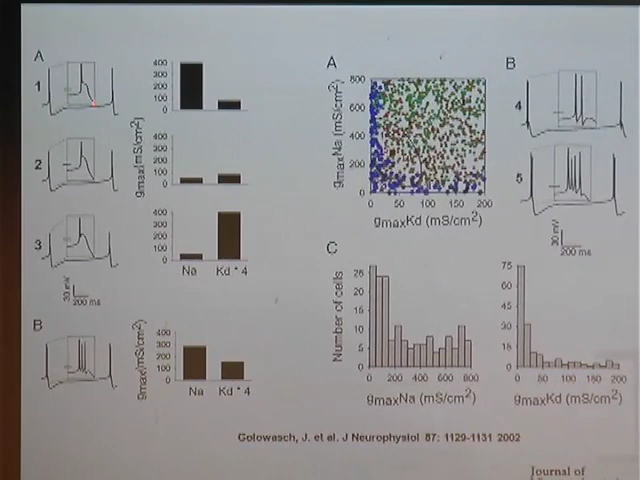 A
1
400
300
200
100
0
2
400
300
200
100
0
gmax(mS/cm²)
3
400
300
200
100
0
Na
Kd * 4
30 mV
200 ms
B
400
300
200
100
0
gmax(mS/cm²)
Na
Kd * 4
A
gmaxNa (mS/cm²)
800
600
400
200
0
0
50
100
150
200
gmaxKd (mS/cm²)
B
4
5
30 mV
200 ms
C
Number of cells
26
20
15
10
5
0
0
200
400
600
800
gmaxNa (mS/cm²)
75
60
45
30
15
0
0
50
100
150
200
gmaxKd (mS/cm²)
Golowasch, J. et al. J Neurophysiol 87: 1129-1131 2002
Journal of